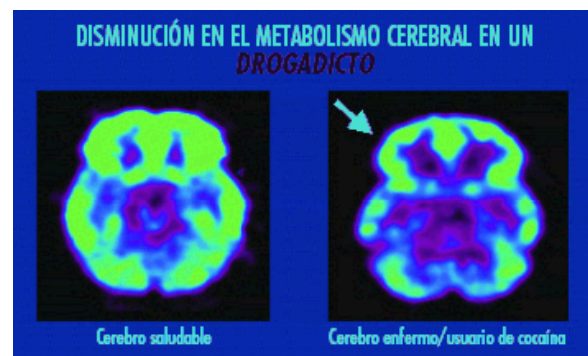 DISMINUCIÓN EN EL METABOLISMO CEREBRAL EN UN
DROGADICTO
Cerebro saludable
Cerebro enfermo/usuario de cocaína